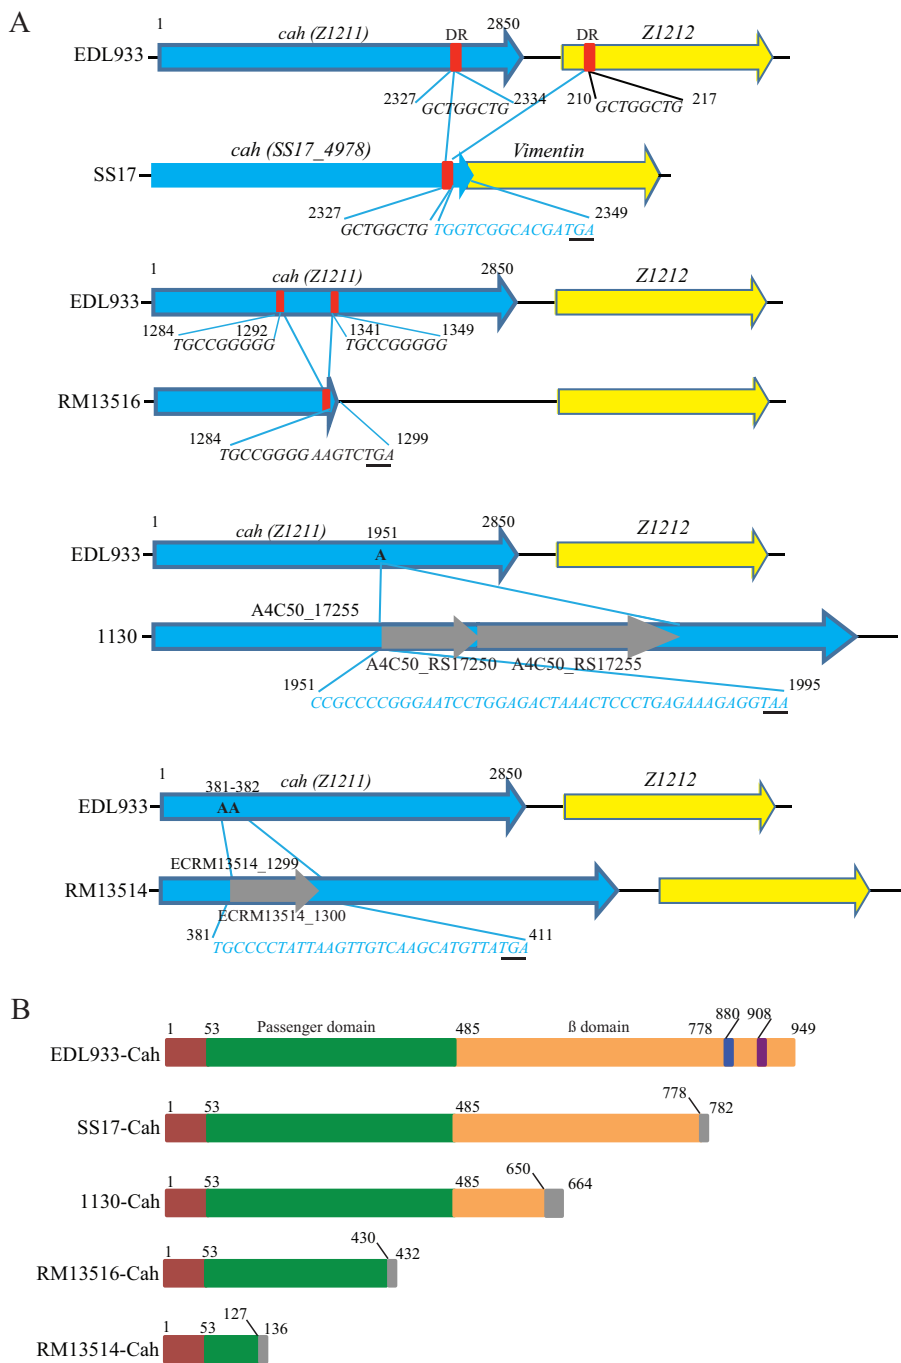 A
1
cah (Z1211)
2850
DR
DR
Z1212
EDL933
2327
2334
GCTGGCTG
210
217
GCTGGCTG
cah (SS17_4978)
Vimentin
SS17
2327
2349
GCTGGCTG TGGTCGGCACGATGA
1
cah (Z1211)
2850
Z1212
EDL933
1284
1292
TGCCGGGGG
1341
1349
TGCCGGGGG
RM13516
1284
1299
TGCCGGGG AAGTCTGA
1
cah (Z1211)
1951
2850
Z1212
EDL933
A
A4C50_17255
1130
A4C50_RS17250
A4C50_RS17255
1951
1995
CCGCCCCGGGAATCCTGGAGACTAAACTCCCTGAGAAAGAGGTAA
1
381-382
cah (Z1211)
2850
Z1212
EDL933
AA
ECRM13514_1299
RM13514
ECRM13514_1300
381
411
TGCCCCTATTAAGTTGTCAAGCATGTTATGA
B
1
53
Passenger domain
485
ß domain
778
880
908
949
EDL933-Cah
1
53
485
778
782
SS17-Cah
1
53
485
650
664
1130-Cah
1
53
430
432
RM13516-Cah
1
53
127
136
RM13514-Cah